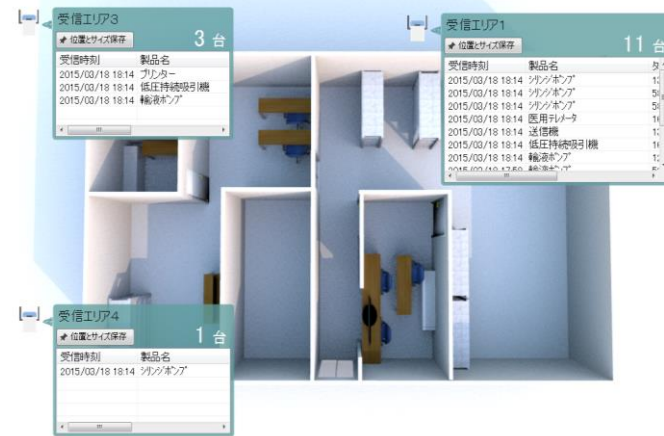 受信エリア3
位置とサイズ保存
3 台
受信時刻 製品名
2015/03/18 18:14 プリンター
2015/03/18 18:14 低圧持続吸引機
2015/03/18 18:14 輸液ポンプ
受信エリア1
位置とサイズ保存
11 台
受信時刻 製品名
2015/03/18 18:14 シリンジポンプ
2015/03/18 18:14 シリンジポンプ
2015/03/18 18:14 シリンジポンプ
2015/03/18 18:14 医用テレメータ
2015/03/18 18:14 送信機
2015/03/18 18:14 低圧持続吸引機
2015/03/18 18:14 輸液ポンプ
受信エリア4
位置とサイズ保存
1 台
受信時刻 製品名
2015/03/18 18:14 シリンジポンプ